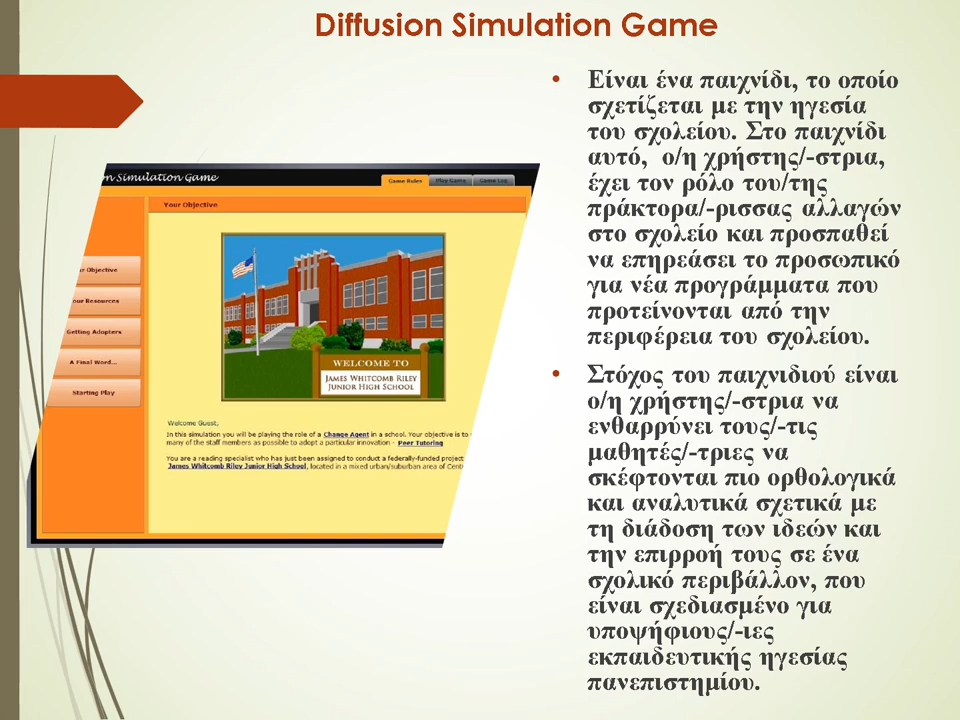 Diffusion Simulation Game
• Είναι ένα παιχνίδι, το οποίο
σχετίζεται με την ηγεσία
του σχολείου. Στο παιχνίδι
αυτό, ο/η χρήστης/-στρια,
έχει τον ρόλο του/της
πράκτορα/-ρισσας αλλαγών
στο σχολείο και προσπαθεί
να επηρεάσει το προσωπικό
για νέα προγράμματα που
προτείνονται από την
περιφέρεια του σχολείου.
• Στόχος του παιχνιδιού είναι
ο/η χρήστης/-στρια να
ενθαρρύνει τους/-τις
μαθητές/-τριες να
σκέφτονται πιο ορθολογικά
και αναλυτικά σχετικά με
τη διάδοση των ιδεών και
την επιρροή τους σε ένα
σχολικό περιβάλλον, που
είναι σχεδιασμένο για
υποψήφιους/-ιες
εκπαιδευτικής ηγεσίας
πανεπιστημίου.
Simulation Game
Game Rules Play Game Game Log
Your Objective
Objective
Resources
Getting Adopters
A Final Word...
Starting Play
WELCOME TO
JAMES WHITCOMB RILEY
JUNIOR HIGH SCHOOL
Welcome Guest,
In this simulation you will be playing the role of a Change Agent in a school. Your objective is to
many of the staff members as possible to adopt a particular innovation - Peer Tutoring
You are a reading specialist who has just been assigned to conduct a federally-funded project
James Whitcomb Riley Junior High School, located in a mixed urban/suburban area of